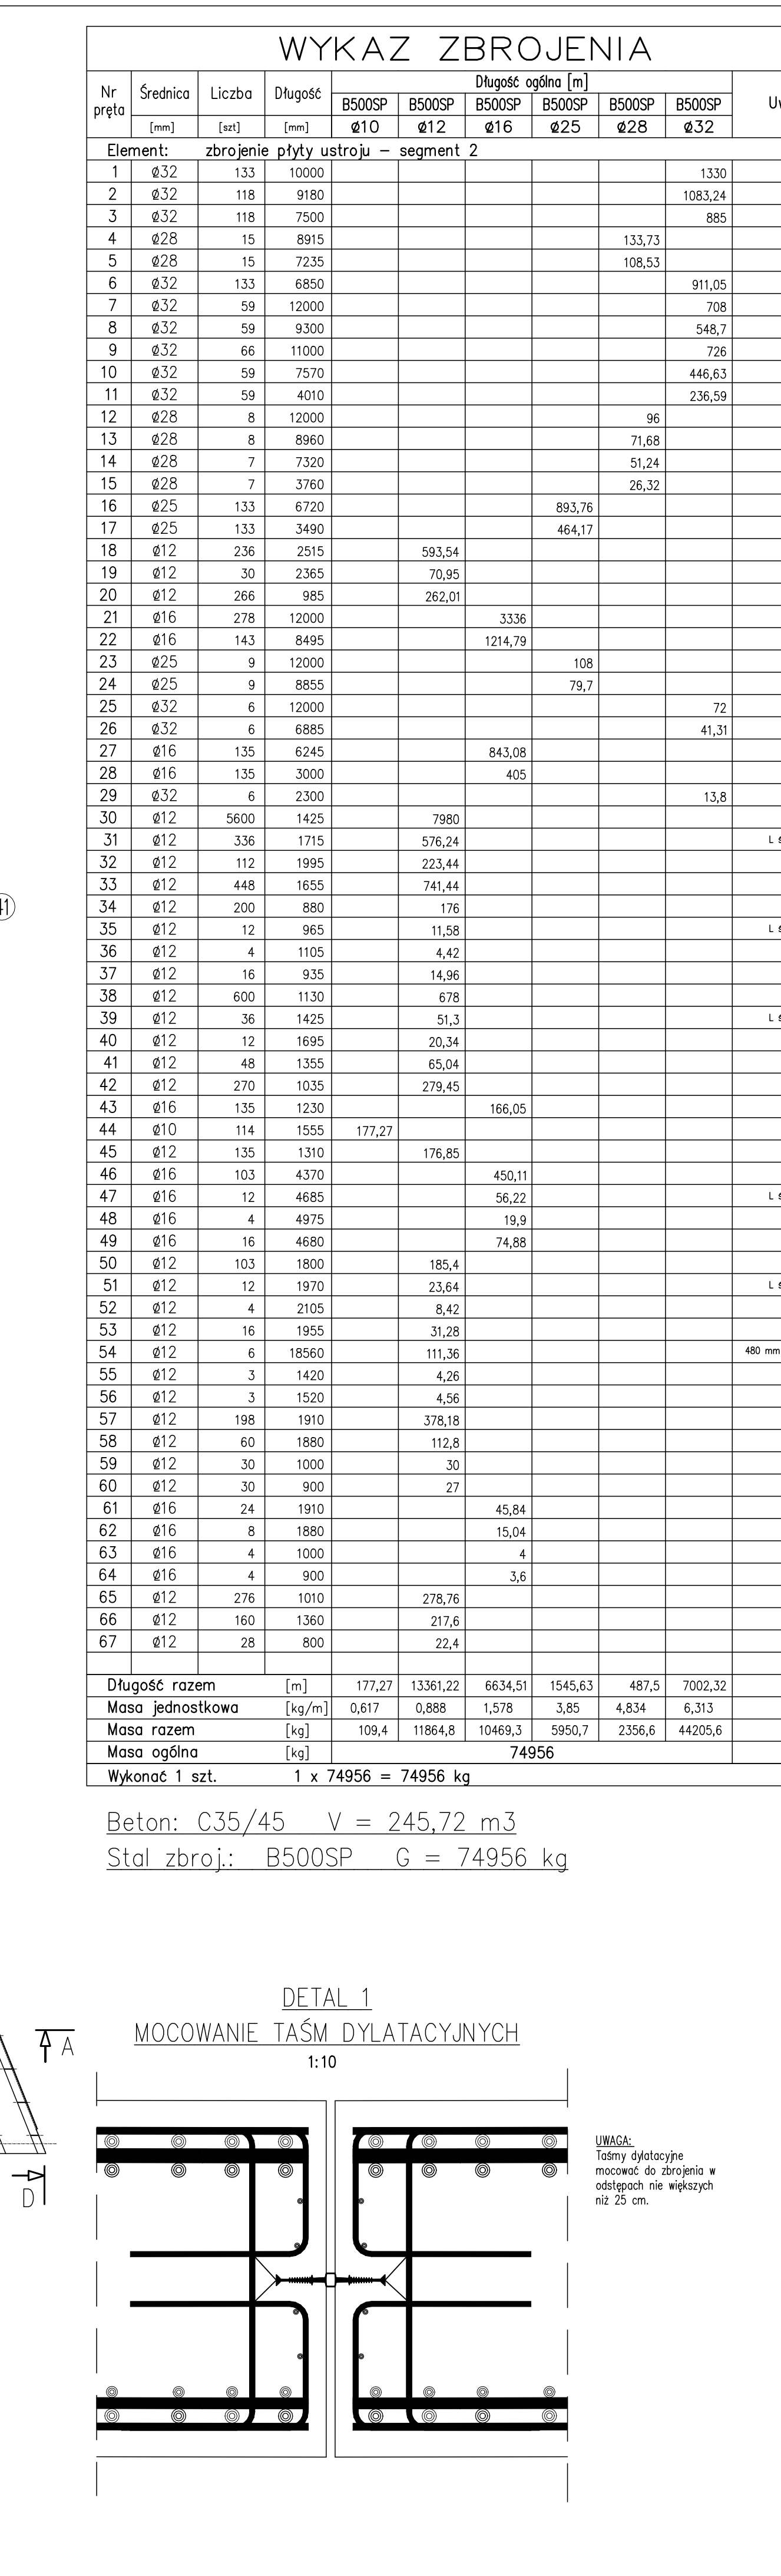 WYKAZ ZBROJENIA
Nr pręta Średnica Liczba Długość Długość ogólna [m]
B500SP B500SP B500SP B500SP B500SP B500SP
[mm] [szt] [mm] ø10 ø12 ø16 ø25 ø28 ø32
Element: zbrojenie płyty ustroju – segment 2
1 ø32 133 10000 1330
2 ø32 118 9180 1083,24
3 ø32 118 7500 885
4 ø28 15 8915 133,73
5 ø28 15 7235 108,53
6 ø32 133 6850 911,05
7 ø32 59 12000 708
8 ø32 59 9300 548,7
9 ø32 66 11000 726
10 ø32 59 7570 446,63
11 ø32 59 4010 236,59
12 ø28 8 12000 96
13 ø28 8 8960 71,68
14 ø28 7 7320 51,24
15 ø28 7 3760 26,32
16 ø25 133 6720 893,76
17 ø25 133 3490 464,17
18 ø12 236 2515 593,54
19 ø12 30 2365 70,95
20 ø12 266 985 262,01
21 ø16 278 12000 3336
22 ø16 143 8495 1214,79
23 ø25 9 12000 108
24 ø25 9 8855 79,7
25 ø32 6 12000 72
26 ø32 6 6885 41,31
27 ø16 135 6245 843,08
28 ø16 135 3000 405
29 ø32 6 2300 13,8
30 ø12 5600 1425 7980
31 ø12 336 1715 576,24 L
32 ø12 112 1995 223,44
33 ø12 448 1655 741,44
34 ø12 200 880 176
35 ø12 12 965 11,58 L
36 ø12 4 1105 4,42
37 ø12 16 935 14,96
38 ø12 600 1130 678
39 ø12 36 1425 51,3 L
40 ø12 12 1695 20,34
41 ø12 48 1355 65,04
42 ø12 270 1035 279,45
43 ø16 135 1230 166,05
44 ø10 114 1555 177,27
45 ø12 135 1310 176,85
46 ø16 103 4370 450,11
47 ø16 12 4685 56,22 L
48 ø16 4 4975 19,9
49 ø16 16 4680 74,88
50 ø12 103 1800 185,4
51 ø12 12 1970 23,64 L
52 ø12 4 2105 8,42
53 ø12 16 1955 31,28
54 ø12 6 18560 111,36 480 mm
55 ø12 3 1420 4,26
56 ø12 3 1520 4,56
57 ø12 198 1910 378,18
58 ø12 60 1880 112,8
59 ø12 30 1000 30
60 ø12 30 900 27
61 ø16 24 1910 45,84
62 ø16 8 1880 15,04
63 ø16 4 1000 4
64 ø16 4 900 3,6
65 ø12 276 1010 278,76
66 ø12 160 1360 217,6
67 ø12 28 800 22,4
Długość razem [m] 177,27 13361,22 6634,51 1545,63 487,5 7002,32
Masa jednostkowa [kg/m] 0,617 0,888 1,578 3,85 4,834 6,313
Masa razem [kg] 109,4 11864,8 10469,3 5950,7 2356,6 44205,6
Masa ogólna [kg] 74956
Wykonać 1 szt. 1 x 74956 = 74956 kg
Beton: C35/45 V = 245,72 m3
Stal zbroj.: B500SP G = 74956 kg
DETAL 1
MOCOWANIE TAŚM DYLATACYJNYCH
1:10
A
D
UWAGA:
Taśmy dylatacyjne
mocować do zbrojenia w
odstępach nie większych
niż 25 cm.